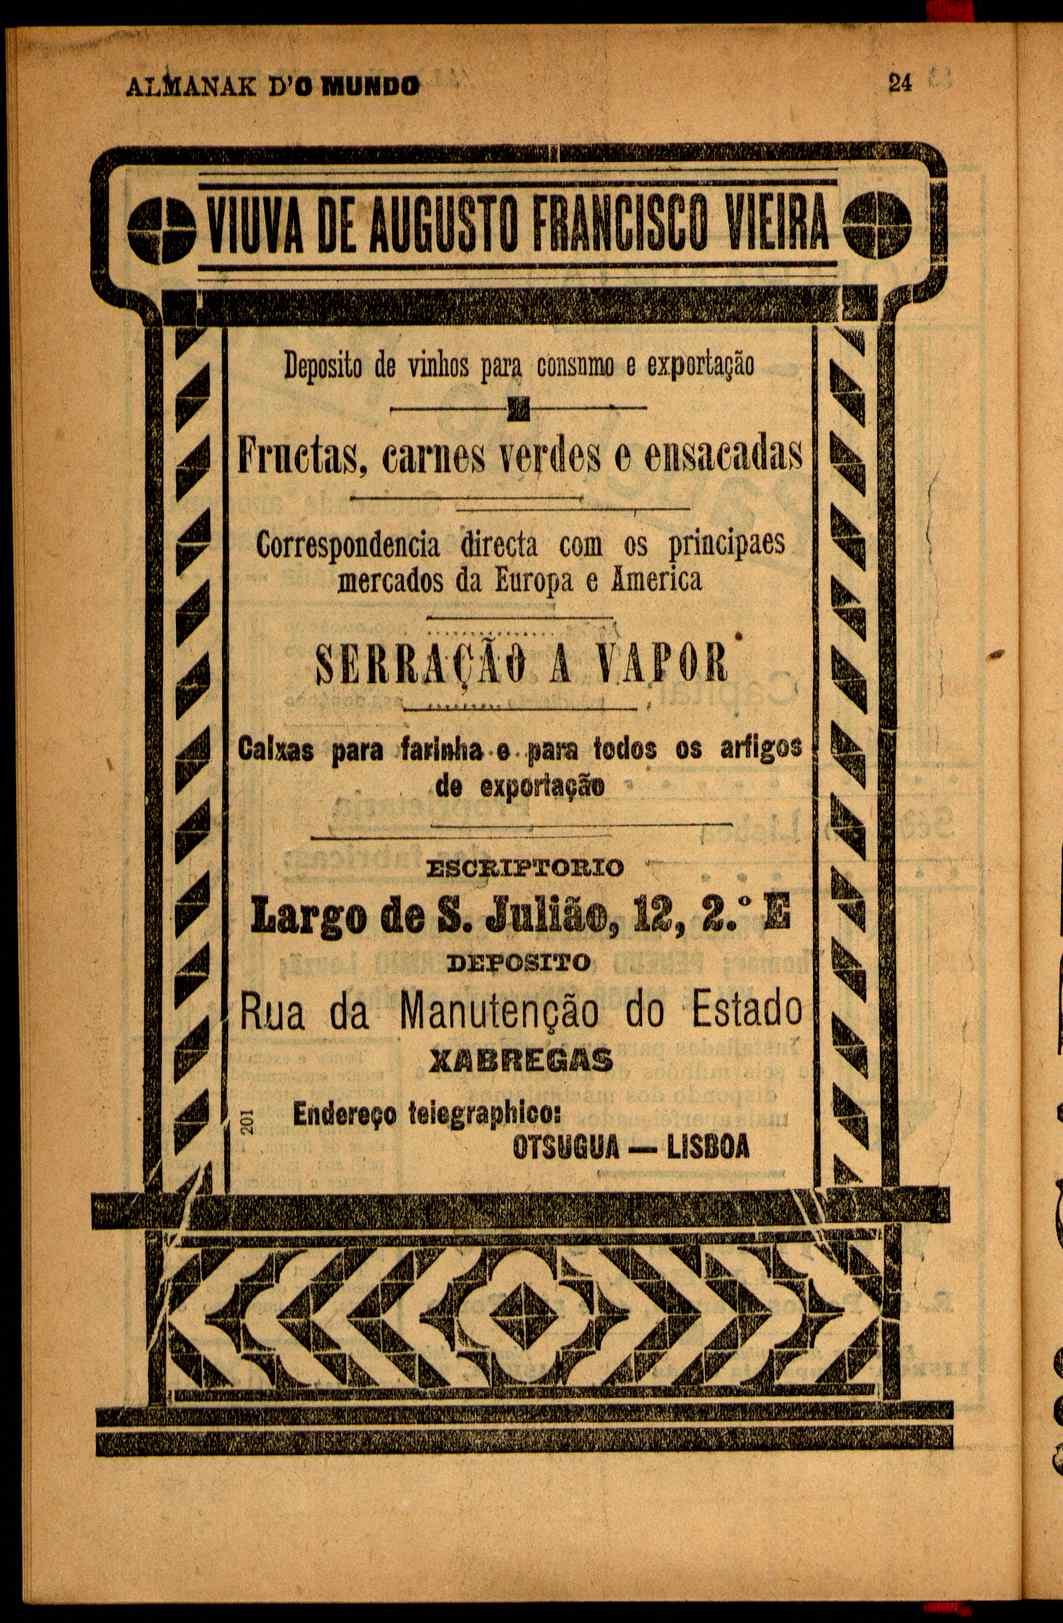 ALMANAK D'O MUNDO 24
VIUVA DE AUGUSTO FRANCISCO VIEIRA
Deposito de vinhos para consumo e exportação
Fructas, carnes verdes e ensacadas
Correspondencia directa com os principaes
mercados da Europa e America
SERRAÇÃO A VAPOR
Caixas para farinha e para todos os artigos
de exportação
ESCRIPTORIO
Largo de S. Julião, 12, 2.º E
DEPOSITO
Rua da Manutenção do Estado
XABREGAS
201
Endereço telegraphico:
OTSUGUA — LISBOA